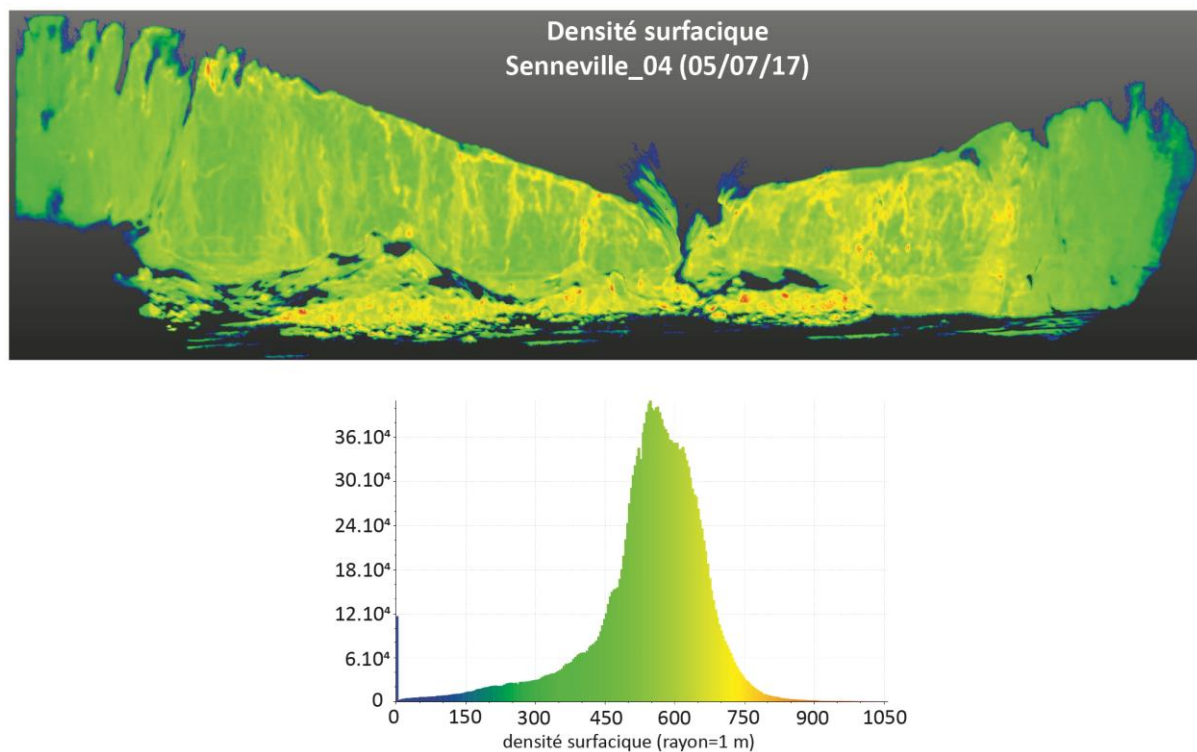 Densité surfacique
Senneville_04 (05/07/17)
36.10⁴
30.10⁴
24.10⁴
18.10⁴
12.10⁴
6.10⁴
0
0 150 300 450 600 750 900 1050
densité surfacique (rayon=1 m)